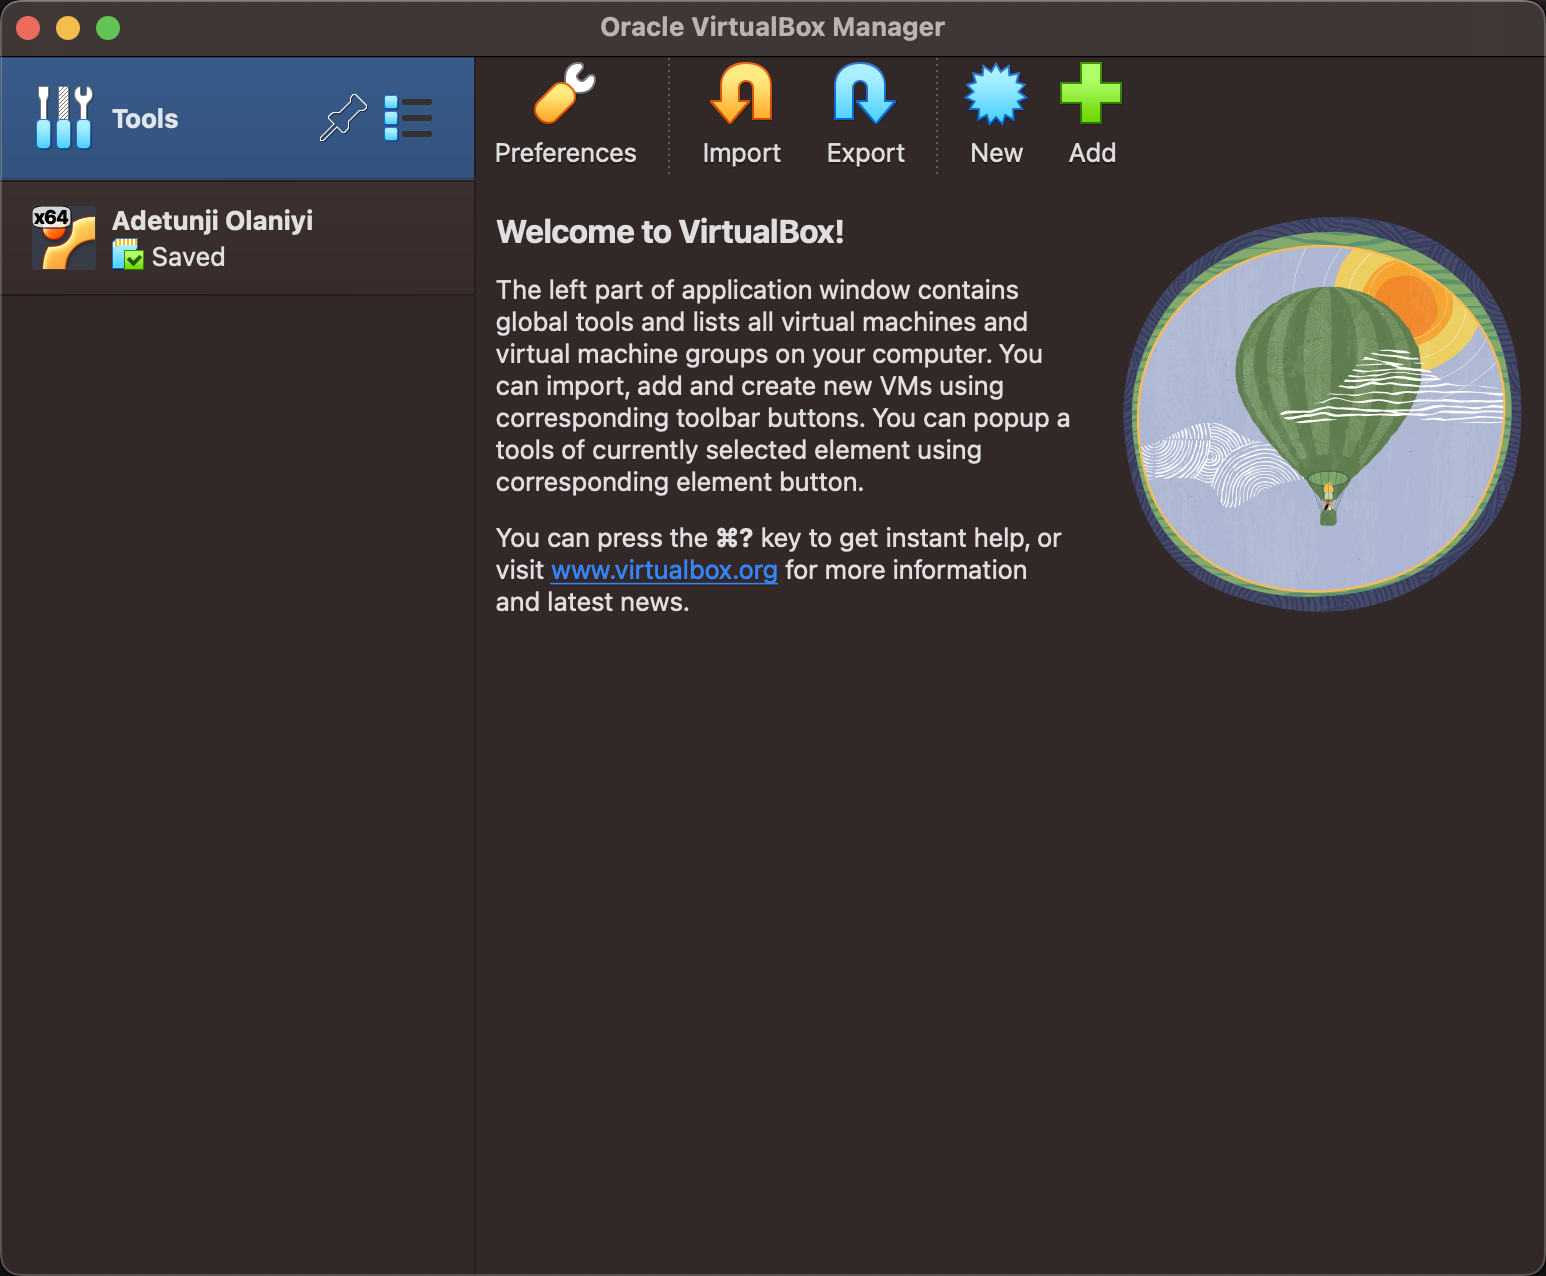 Oracle VirtualBox Manager
Tools
Preferences
Import
Export
New
Add
x64
Adetunji Olaniyi
Saved
Welcome to VirtualBox!
The left part of application window contains
global tools and lists all virtual machines and
virtual machine groups on your computer. You
can import, add and create new VMs using
corresponding toolbar buttons. You can popup a
tools of currently selected element using
corresponding element button.
You can press the ⌘? key to get instant help, or
visit www.virtualbox.org for more information
and latest news.